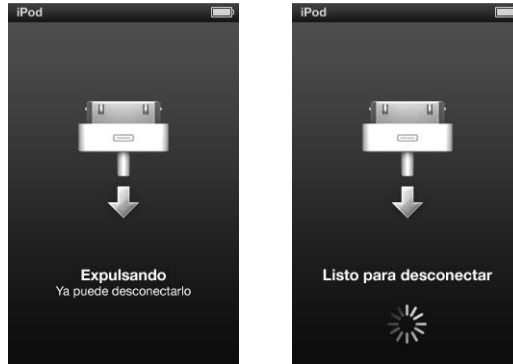 iPod
Expulsando
Ya puede desconectarlo
iPod
Listo para desconectar